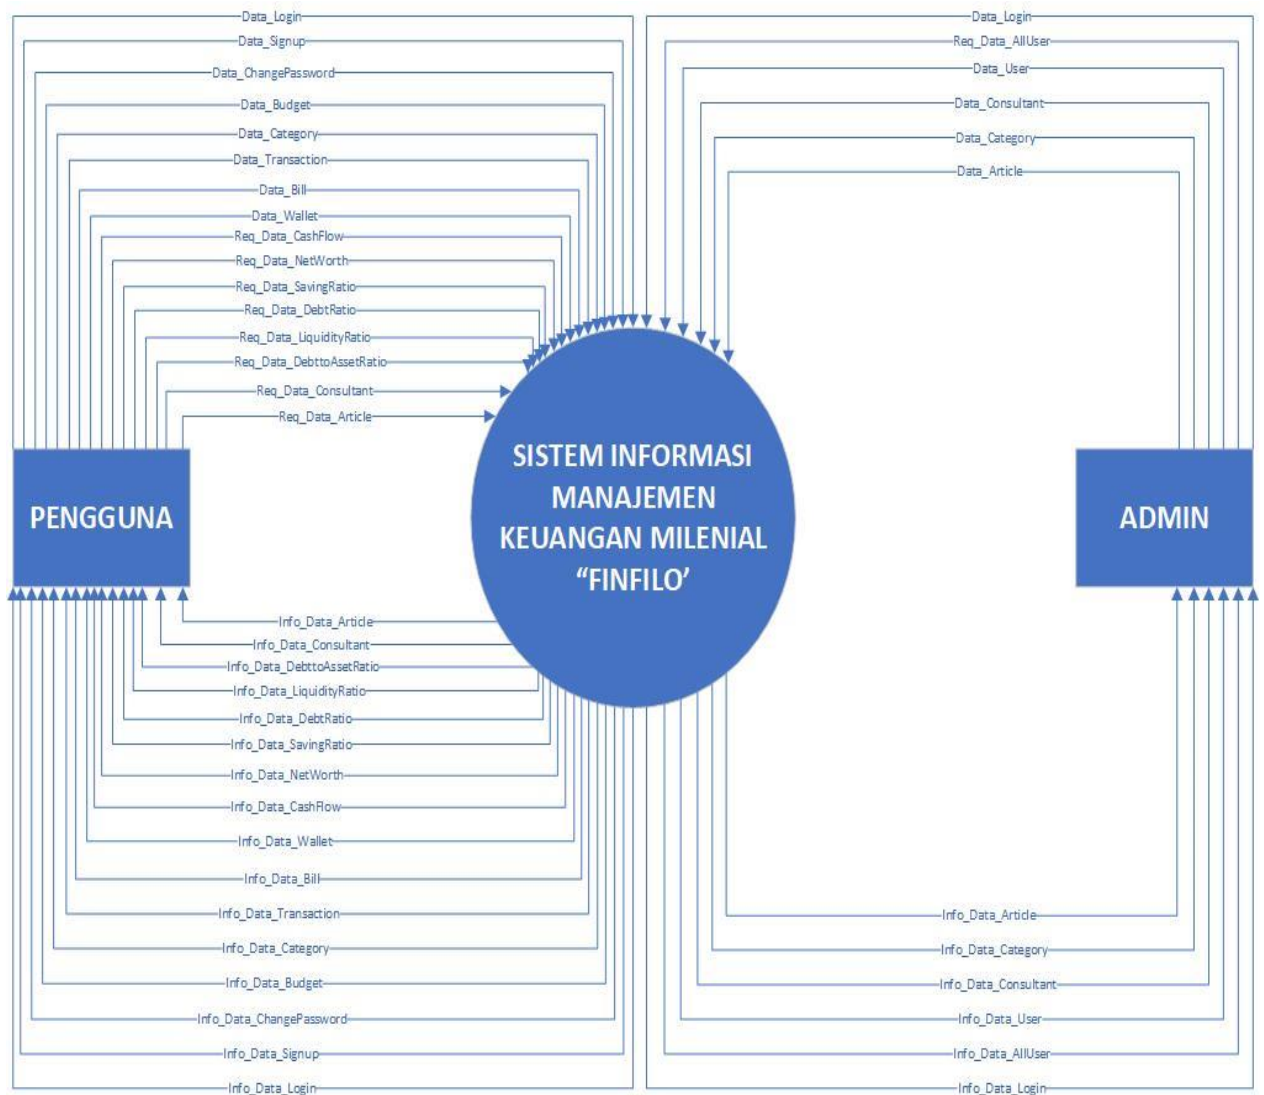 Data_Login
Data_Signup
Data_ChangePassword
Data_Budget
Data_Category
Data_Transaction
Data_Bill
Data_Wallet
Req_Data_CashFlow
Req_Data_NetWorth
Req_Data_SavingRatio
Req_Data_DebtRatio
Req_Data_LiquidityRatio
Req_Data_DebttoAssetRatio
Req_Data_Consultant
Req_Data_Article
Data_Login
Req_Data_AllUser
Data_User
Data_Consultant
Data_Category
Data_Article
PENGGUNA
SISTEM INFORMASI
MANAJEMEN
KEUANGAN MILENIAL
“FINFILO’
ADMIN
Info_Data_Article
Info_Data_Consultant
Info_Data_DebttoAssetRatio
Info_Data_LiquidityRatio
Info_Data_DebtRatio
Info_Data_SavingRatio
Info_Data_NetWorth
Info_Data_CashFlow
Info_Data_Wallet
Info_Data_Bill
Info_Data_Transaction
Info_Data_Category
Info_Data_Budget
Info_Data_ChangePassword
Info_Data_Signup
Info_Data_Login
Info_Data_Article
Info_Data_Category
Info_Data_Consultant
Info_Data_User
Info_Data_AllUser
Info_Data_Login